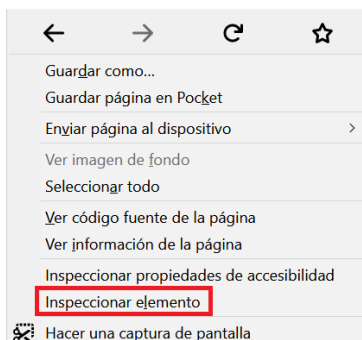 Guardar como...
Guardar página en Pocket
Enviar página al dispositivo
Ver imagen de fondo
Seleccionar todo
Ver código fuente de la página
Ver información de la página
Inspeccionar propiedades de accesibilidad
Inspeccionar elemento
Hacer una captura de pantalla